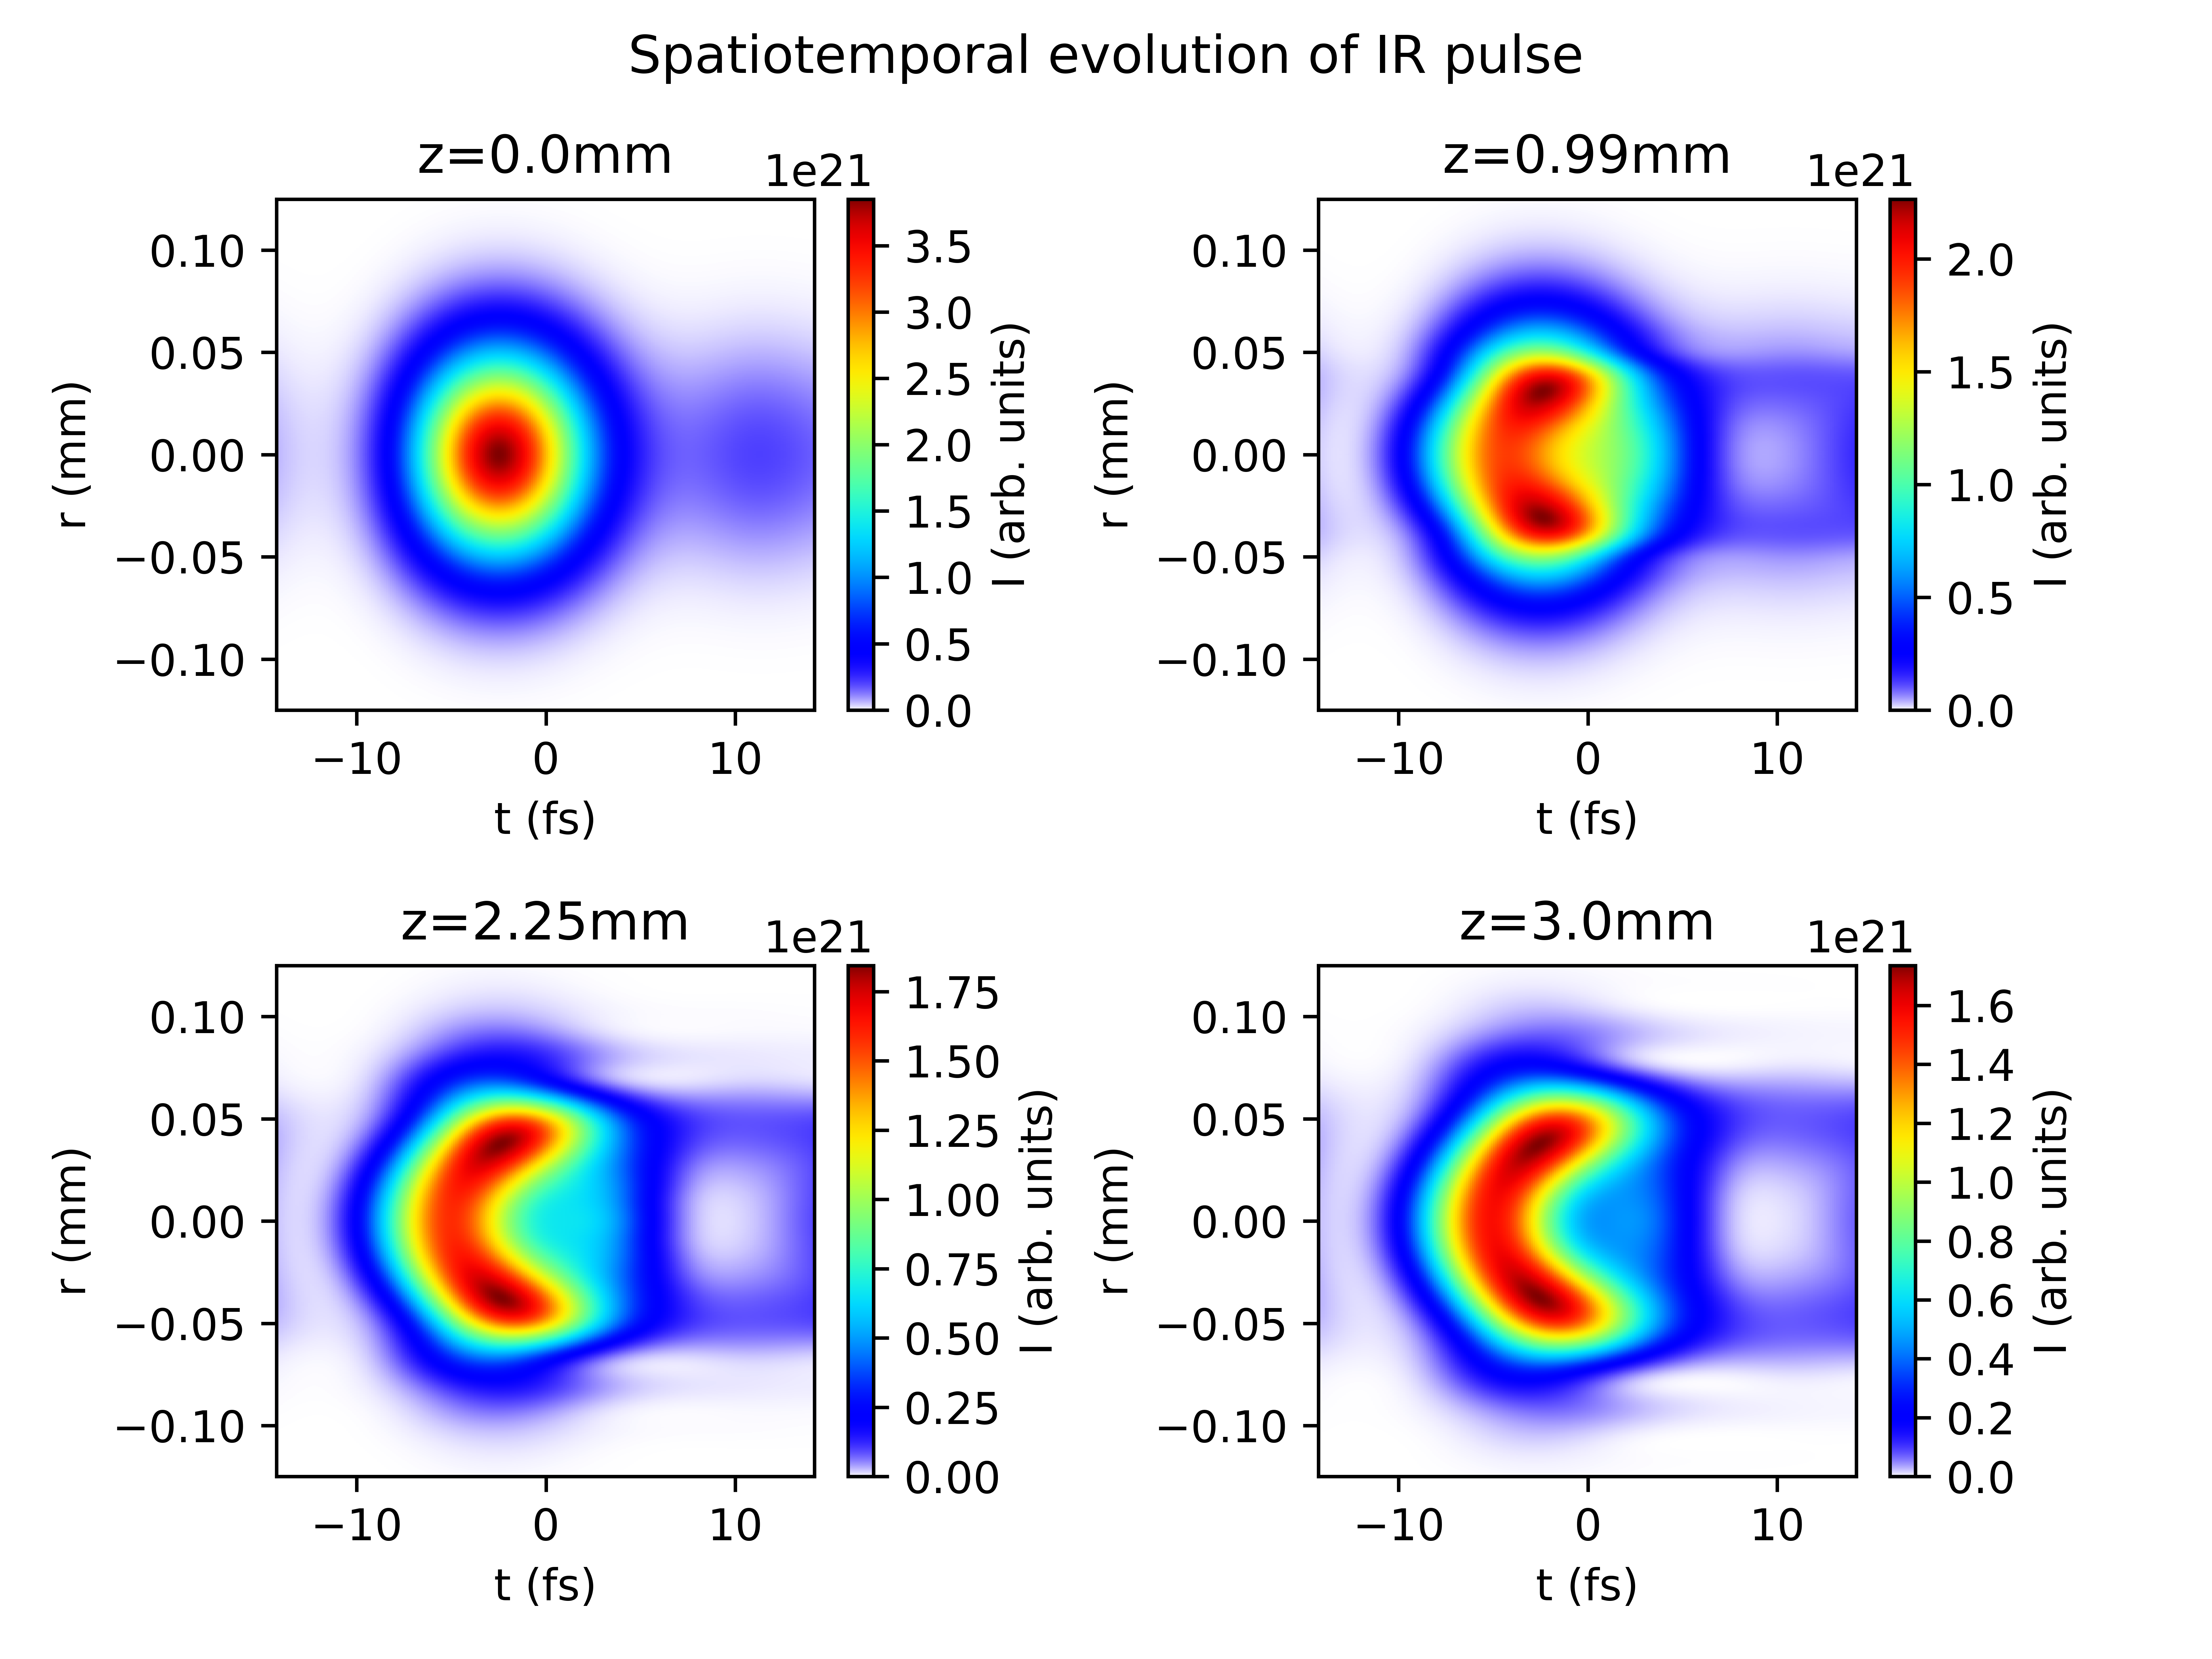 Spatiotemporal evolution of IR pulse
z=0.0mm
1e21
0.10
0.05
0.00
−0.05
−0.10
r (mm)
−10 0 10
t (fs)
3.5
3.0
2.5
2.0
1.5
1.0
0.5
0.0
I (arb. units)
z=0.99mm
1e21
0.10
0.05
0.00
−0.05
−0.10
r (mm)
−10 0 10
t (fs)
2.0
1.5
1.0
0.5
0.0
I (arb. units)
z=2.25mm
1e21
0.10
0.05
0.00
−0.05
−0.10
r (mm)
−10 0 10
t (fs)
1.75
1.50
1.25
1.00
0.75
0.50
0.25
0.00
I (arb. units)
z=3.0mm
1e21
0.10
0.05
0.00
−0.05
−0.10
r (mm)
−10 0 10
t (fs)
1.6
1.4
1.2
1.0
0.8
0.6
0.4
0.2
0.0
I (arb. units)